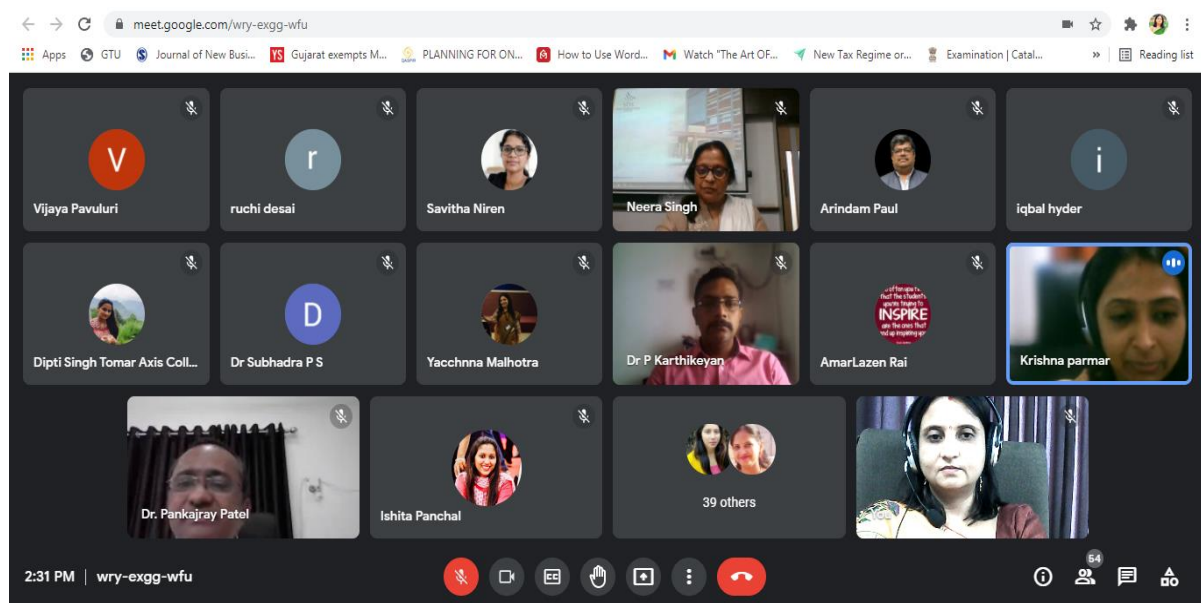 meet.google.com/wry-exgg-wfu
Apps GTU Journal of New Busi... YS Gujarat exempts M... PLANNING FOR ON... How to Use Word... Watch "The Art OF... New Tax Regime or... Examination | Catal... » Reading list
V r i
Vijaya Pavuluri ruchi desai Savitha Niren Neera Singh Arindam Paul iqbal hyder
D
INSPIRE
Dipti Singh Tomar Axis Coll... Dr Subhadra P S Yacchnna Malhotra Dr P Karthikeyan AmarLazen Rai Krishna parmar
39 others
Dr. Pankajray Patel Ishita Panchal You
54
2:31 PM | wry-exgg-wfu CC